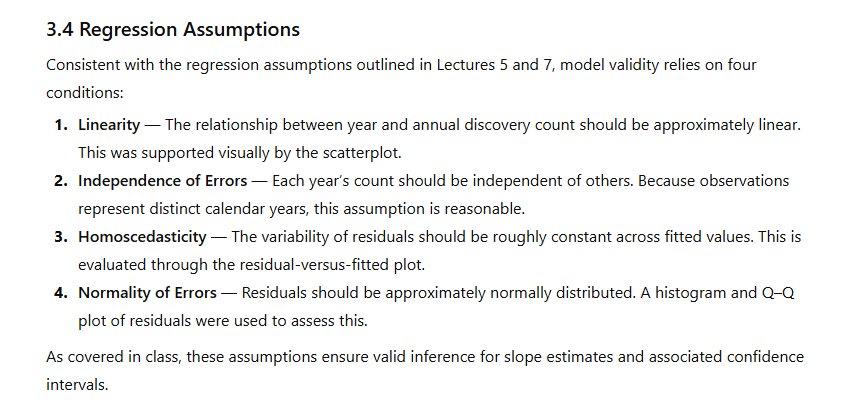 3.4 Regression Assumptions
Consistent with the regression assumptions outlined in Lectures 5 and 7, model validity relies on four
conditions:
1. Linearity — The relationship between year and annual discovery count should be approximately linear.
This was supported visually by the scatterplot.
2. Independence of Errors — Each year's count should be independent of others. Because observations
represent distinct calendar years, this assumption is reasonable.
3. Homoscedasticity — The variability of residuals should be roughly constant across fitted values. This is
evaluated through the residual-versus-fitted plot.
4. Normality of Errors — Residuals should be approximately normally distributed. A histogram and Q–Q
plot of residuals were used to assess this.
As covered in class, these assumptions ensure valid inference for slope estimates and associated confidence
intervals.